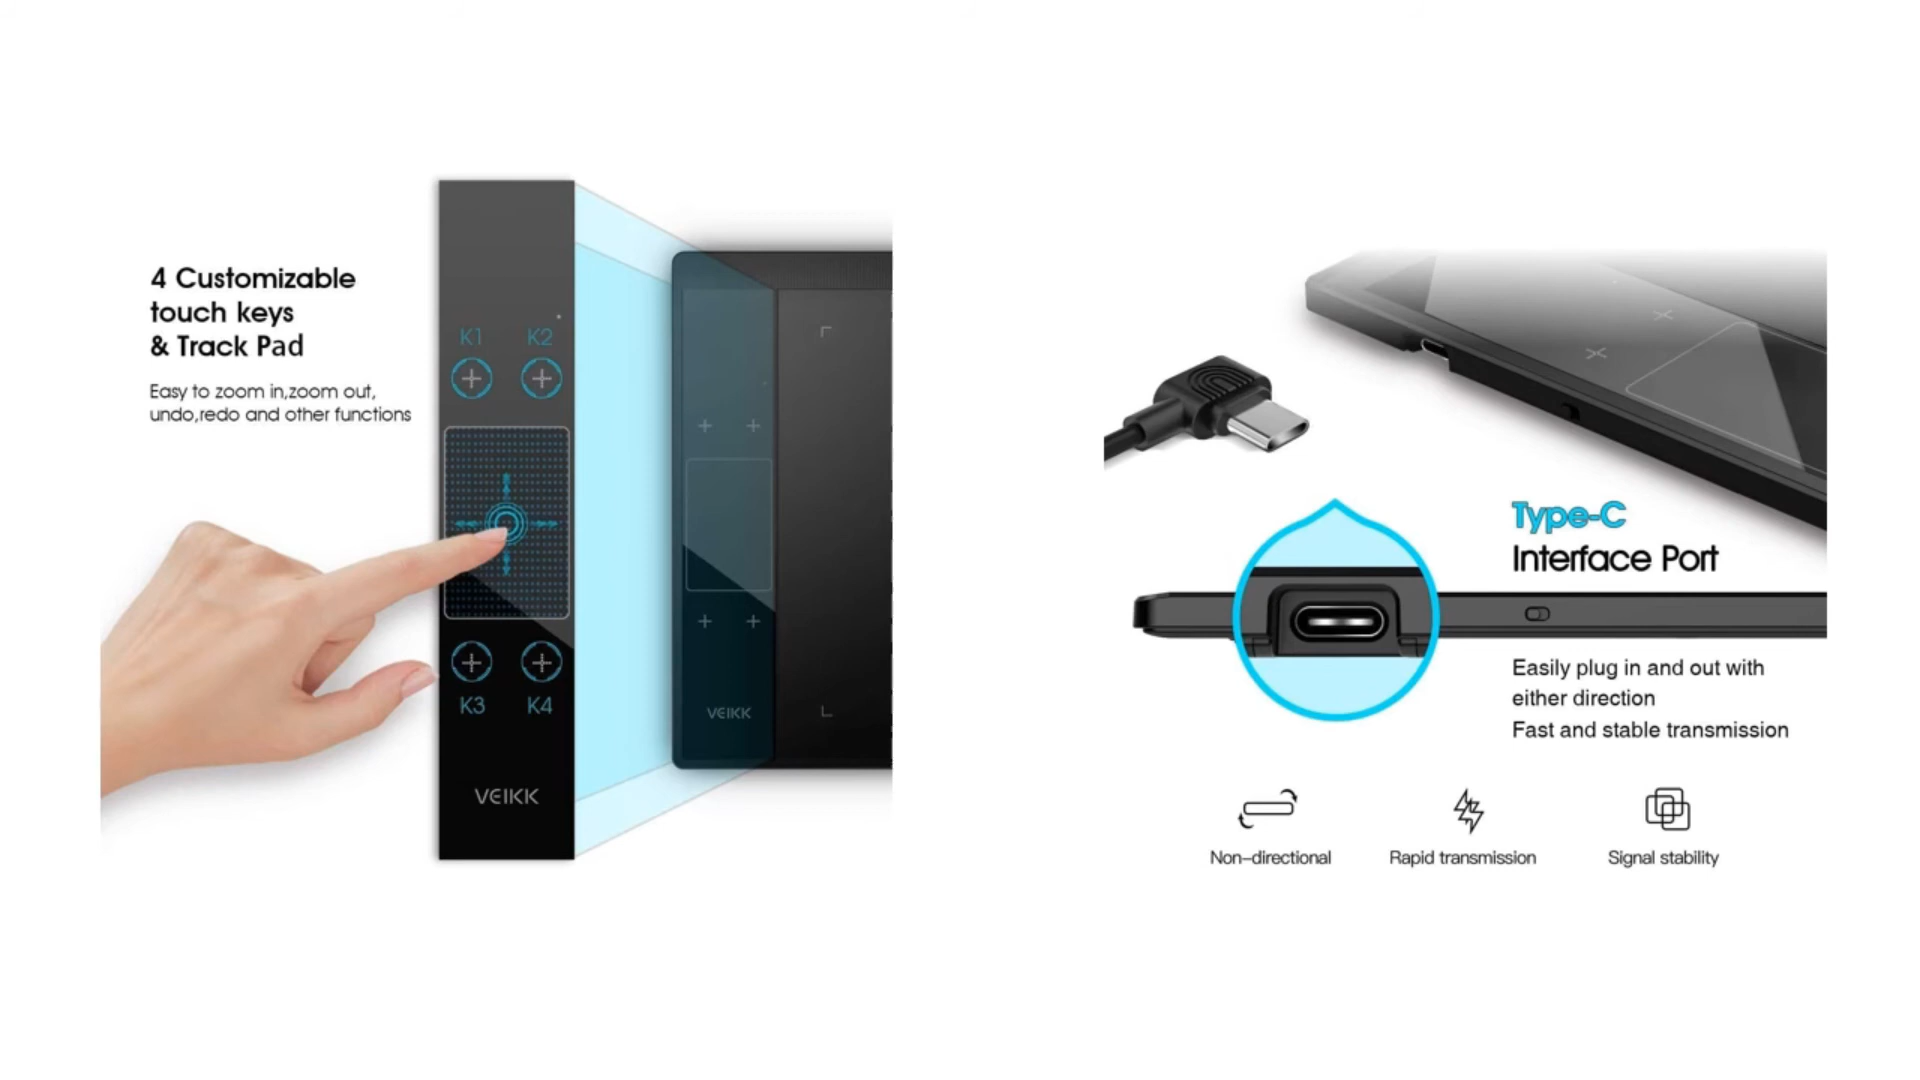 4 Customizable
touch keys
& Track Pad
Easy to zoom in,zoom out,
undo,redo and other functions
K1 K2
K3 K4
VEIKK
VEIKK
Type-C
Interface Port
Easily plug in and out with
either direction
Fast and stable transmission
Non-directional
Rapid transmission
Signal stability